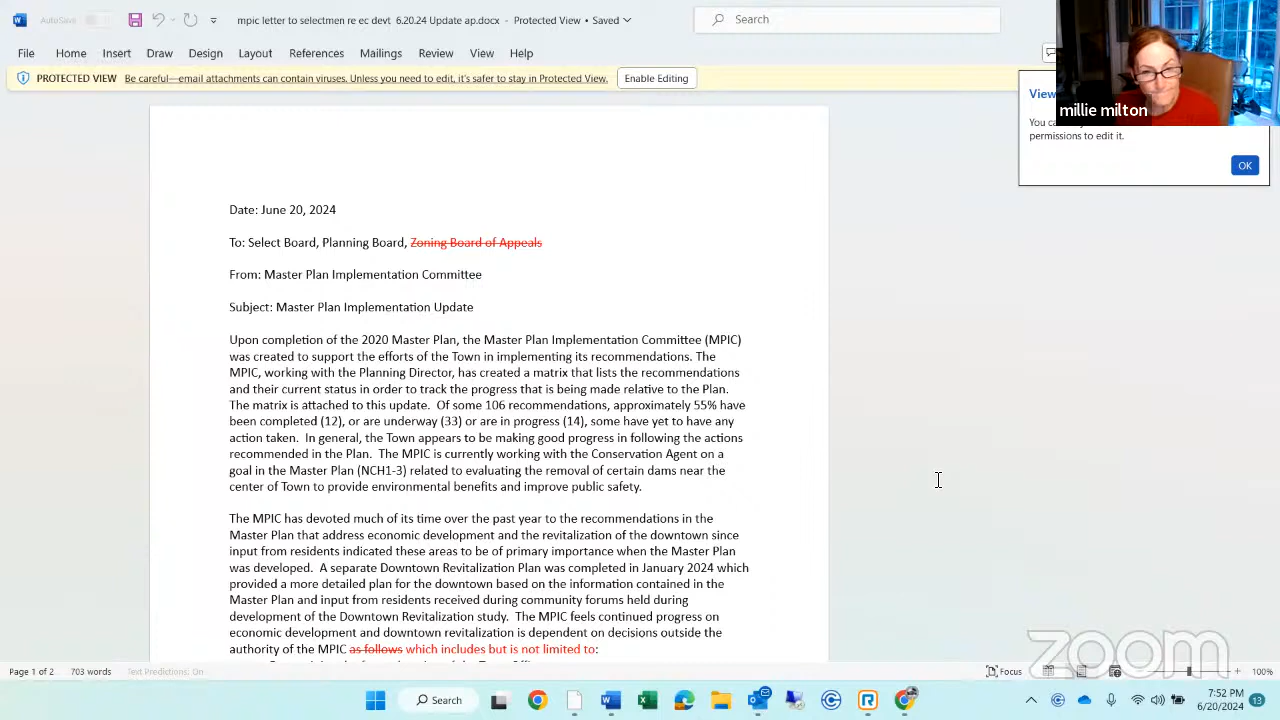 AutoSave
mpic letter to selectmen re ec devt 6.20.24 Update ap.docx • Protected View • Saved
Search
File Home Insert Draw Design Layout References Mailings Review View Help
PROTECTED VIEW Be careful—email attachments can contain viruses. Unless you need to edit, it's safer to stay in Protected View. Enable Editing
millie milton
View
You ca
permissions to edit it.
OK
Date: June 20, 2024
To: Select Board, Planning Board, Zoning Board of Appeals
From: Master Plan Implementation Committee
Subject: Master Plan Implementation Update
Upon completion of the 2020 Master Plan, the Master Plan Implementation Committee (MPIC)
was created to support the efforts of the Town in implementing its recommendations. The
MPIC, working with the Planning Director, has created a matrix that lists the recommendations
and their current status in order to track the progress that is being made relative to the Plan.
The matrix is attached to this update. Of some 106 recommendations, approximately 55% have
been completed (12), or are underway (33) or are in progress (14), some have yet to have any
action taken. In general, the Town appears to be making good progress in following the actions
recommended in the Plan. The MPIC is currently working with the Conservation Agent on a
goal in the Master Plan (NCH1-3) related to evaluating the removal of certain dams near the
center of Town to provide environmental benefits and improve public safety.
The MPIC has devoted much of its time over the past year to the recommendations in the
Master Plan that address economic development and the revitalization of the downtown since
input from residents indicated these areas to be of primary importance when the Master Plan
was developed. A separate Downtown Revitalization Plan was completed in January 2024 which
provided a more detailed plan for the downtown based on the information contained in the
Master Plan and input from residents received during community forums held during
development of the Downtown Revitalization study. The MPIC feels continued progress on
economic development and downtown revitalization is dependent on decisions outside the
authority of the MPIC as follows which includes but is not limited to:
zoom
Page 1 of 2 703 words Text Predictions: On
Focus
100%
Search
7:52 PM
6/20/2024